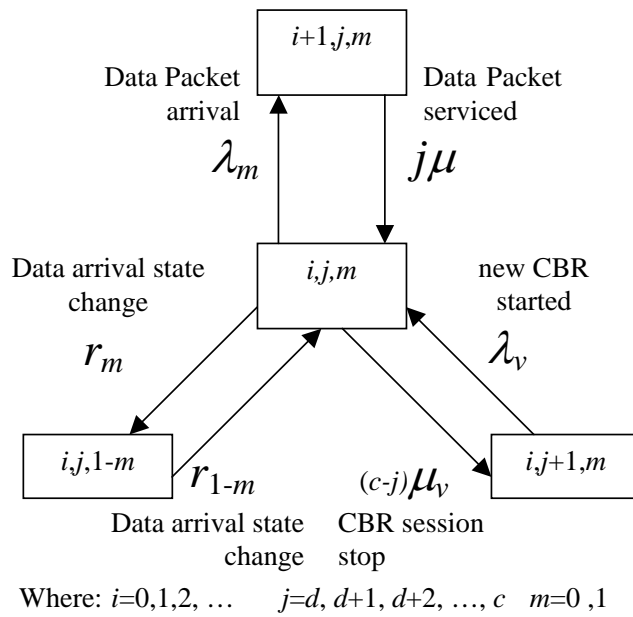 i+1,j,m
Data Packet
arrival
λm
Data Packet
serviced
jμ
i,j,m
Data arrival state
change
rm
new CBR
started
λv
i,j,1-m
r1-m
(c-j)μv
i,j+1,m
Data arrival state
change
CBR session
stop
Where: i=0,1,2, … j=d, d+1, d+2, …, c m=0 ,1